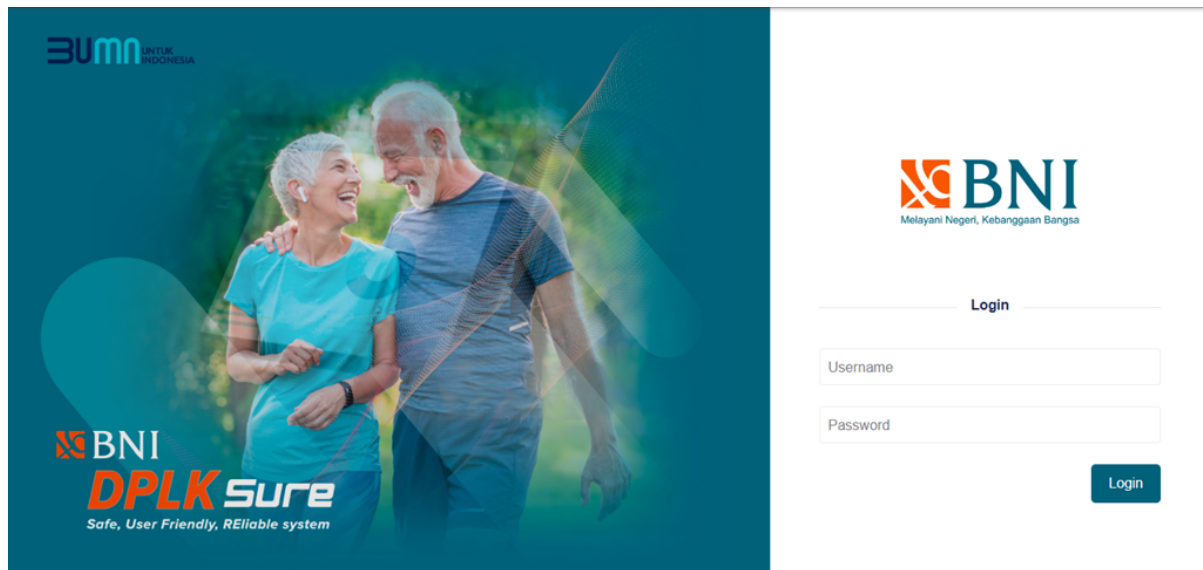 BUMN UNTUK
INDONESIA
BNI
DPLK Sure
Safe, User Friendly, REliable system
BNI
Melayani Negeri, Kebanggaan Bangsa
Login
Username
Password
Login